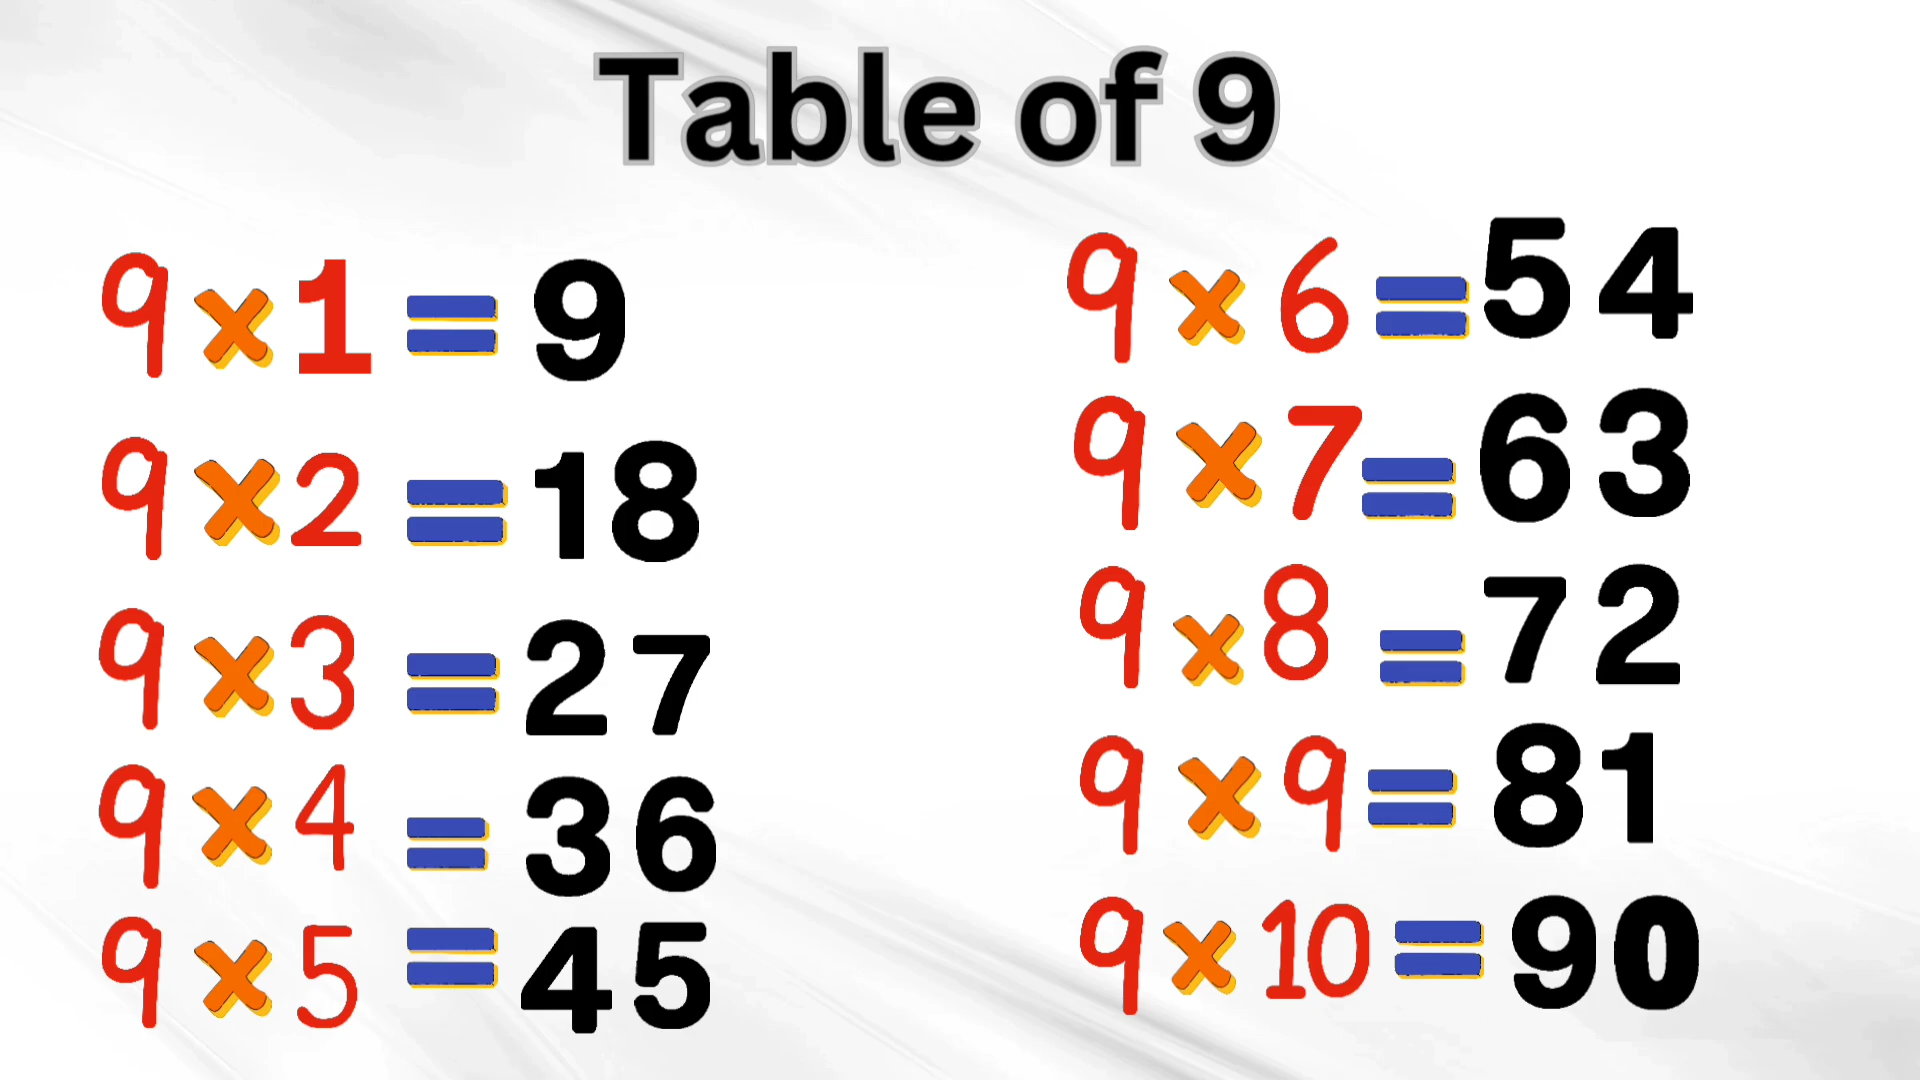 Table of 9
9 × 1 = 9
9 × 2 = 18
9 × 3 = 27
9 × 4 = 36
9 × 5 = 45
9 × 6 = 54
9 × 7 = 63
9 × 8 = 72
9 × 9 = 81
9 × 10 = 90